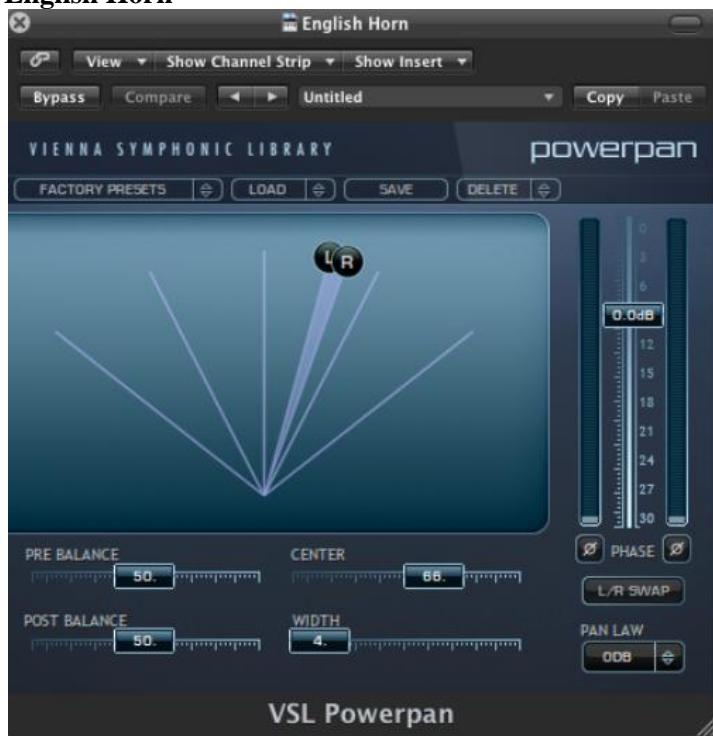 English Horn
English Horn
View Show Channel Strip Show Insert
Bypass Compare Untitled Copy Paste
VIENNA SYMPHONIC LIBRARY powerpan
FACTORY PRESETS LOAD SAVE DELETE
L R
0
3
6
0.0dB
12
15
18
21
24
27
30
PRE BALANCE CENTER Ø PHASE Ø
50. 66.
L/R SWAP
POST BALANCE WIDTH
50. 4.
PAN LAW
0DB
VSL Powerpan